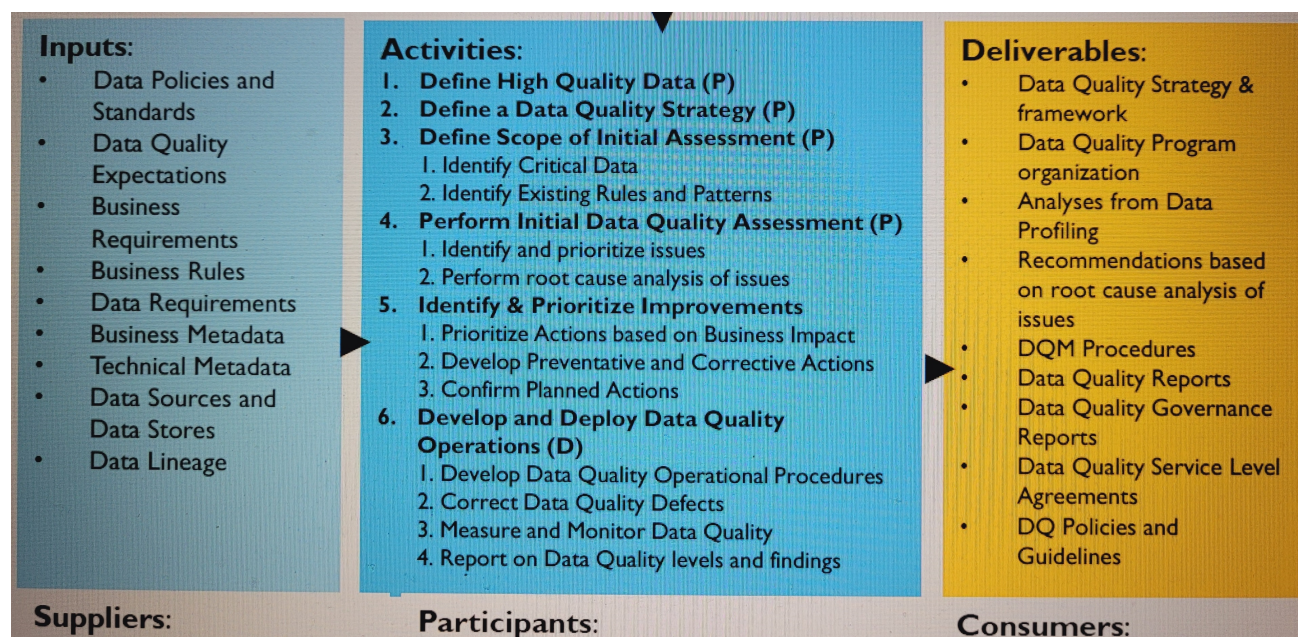 Inputs:
• Data Policies and
Standards
• Data Quality
Expectations
• Business
Requirements
• Business Rules
• Data Requirements
• Business Metadata
• Technical Metadata
• Data Sources and
Data Stores
• Data Lineage
Suppliers:
Activities:
1. Define High Quality Data (P)
2. Define a Data Quality Strategy (P)
3. Define Scope of Initial Assessment (P)
1. Identify Critical Data
2. Identify Existing Rules and Patterns
4. Perform Initial Data Quality Assessment (P)
1. Identify and prioritize issues
2. Perform root cause analysis of issues
5. Identify & Prioritize Improvements
1. Prioritize Actions based on Business Impact
2. Develop Preventative and Corrective Actions
3. Confirm Planned Actions
6. Develop and Deploy Data Quality
Operations (D)
1. Develop Data Quality Operational Procedures
2. Correct Data Quality Defects
3. Measure and Monitor Data Quality
4. Report on Data Quality levels and findings
Participants:
Deliverables:
• Data Quality Strategy &
framework
• Data Quality Program
organization
• Analyses from Data
Profiling
• Recommendations based
on root cause analysis of
issues
• DQM Procedures
• Data Quality Reports
• Data Quality Governance
Reports
• Data Quality Service Level
Agreements
• DQ Policies and
Guidelines
Consumers: